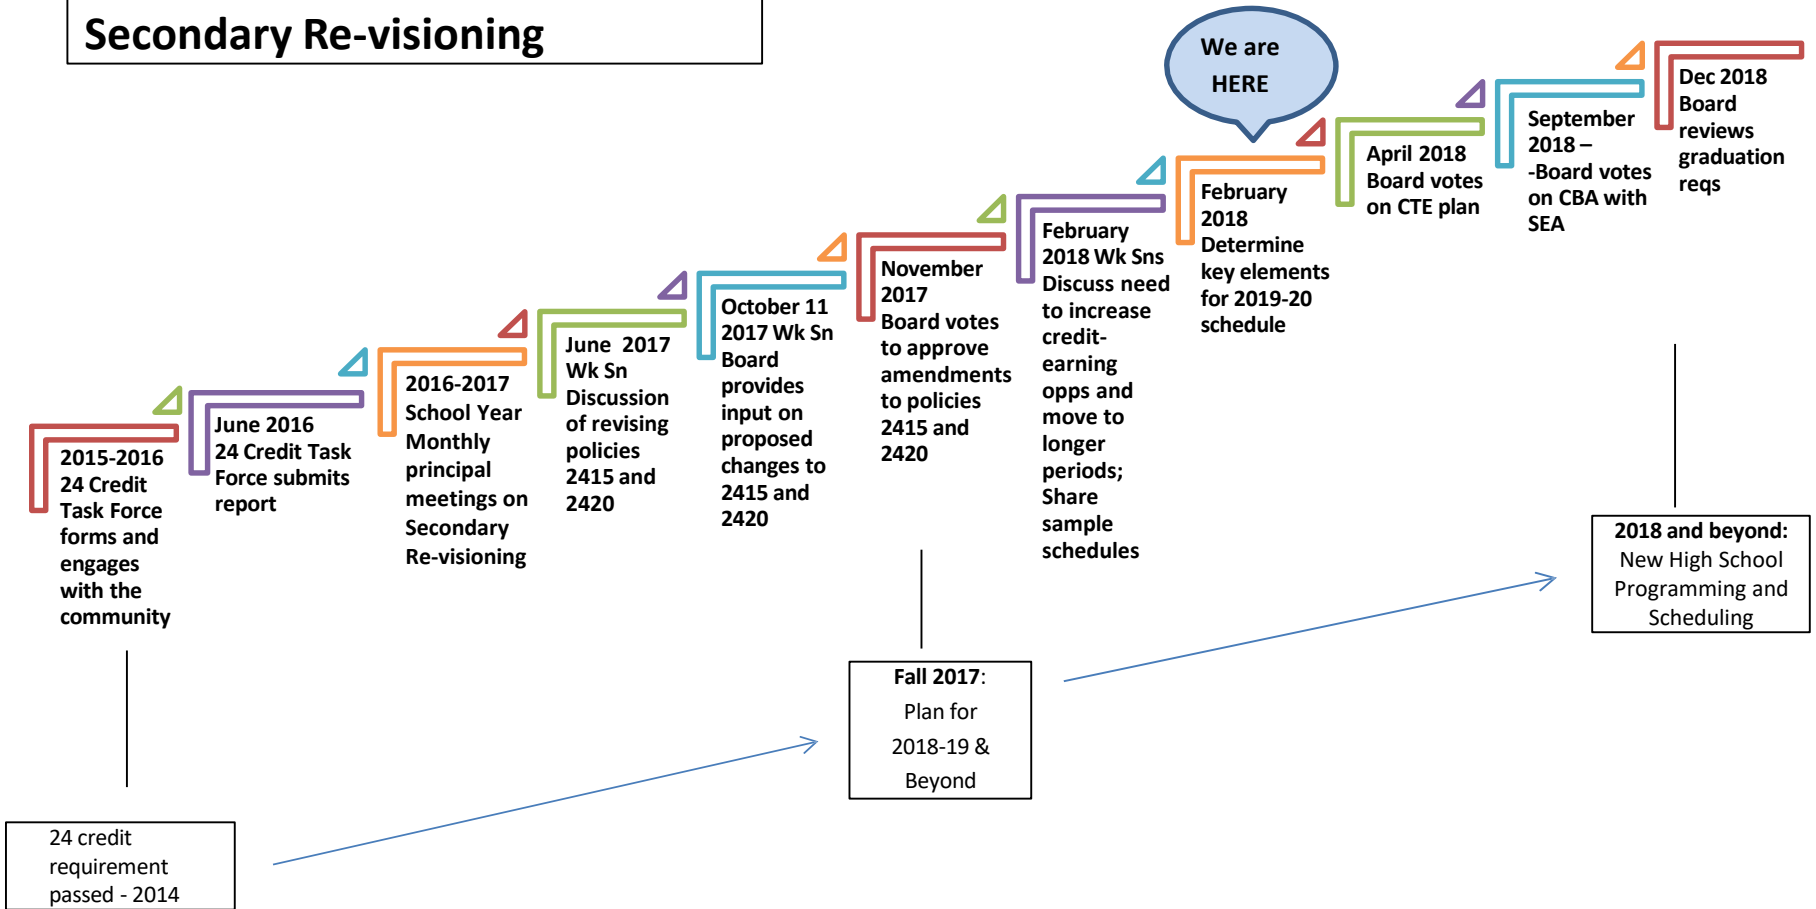 Secondary Re-visioning
We are
HERE
2015-2016
24 Credit
Task Force
forms and
engages
with the
community
June 2016
24 Credit Task
Force submits
report
2016-2017
School Year
Monthly
principal
meetings on
Secondary
Re-visioning
June 2017
Wk Sn
Discussion
of revising
policies
2415 and
2420
October 11
2017 Wk Sn
Board
provides
input on
proposed
changes to
2415 and
2420
November
2017
Board votes
to approve
amendments
to policies
2415 and
2420
February
2018 Wk Sns
Discuss need
to increase
credit-
earning
opps and
move to
longer
periods;
Share
sample
schedules
February
2018
Determine
key elements
for 2019-20
schedule
April 2018
Board votes
on CTE plan
September
2018 –
-Board votes
on CBA with
SEA
Dec 2018
Board
reviews
graduation
reqs
24 credit
requirement
passed - 2014
Fall 2017:
Plan for
2018-19 &
Beyond
2018 and beyond:
New High School
Programming and
Scheduling